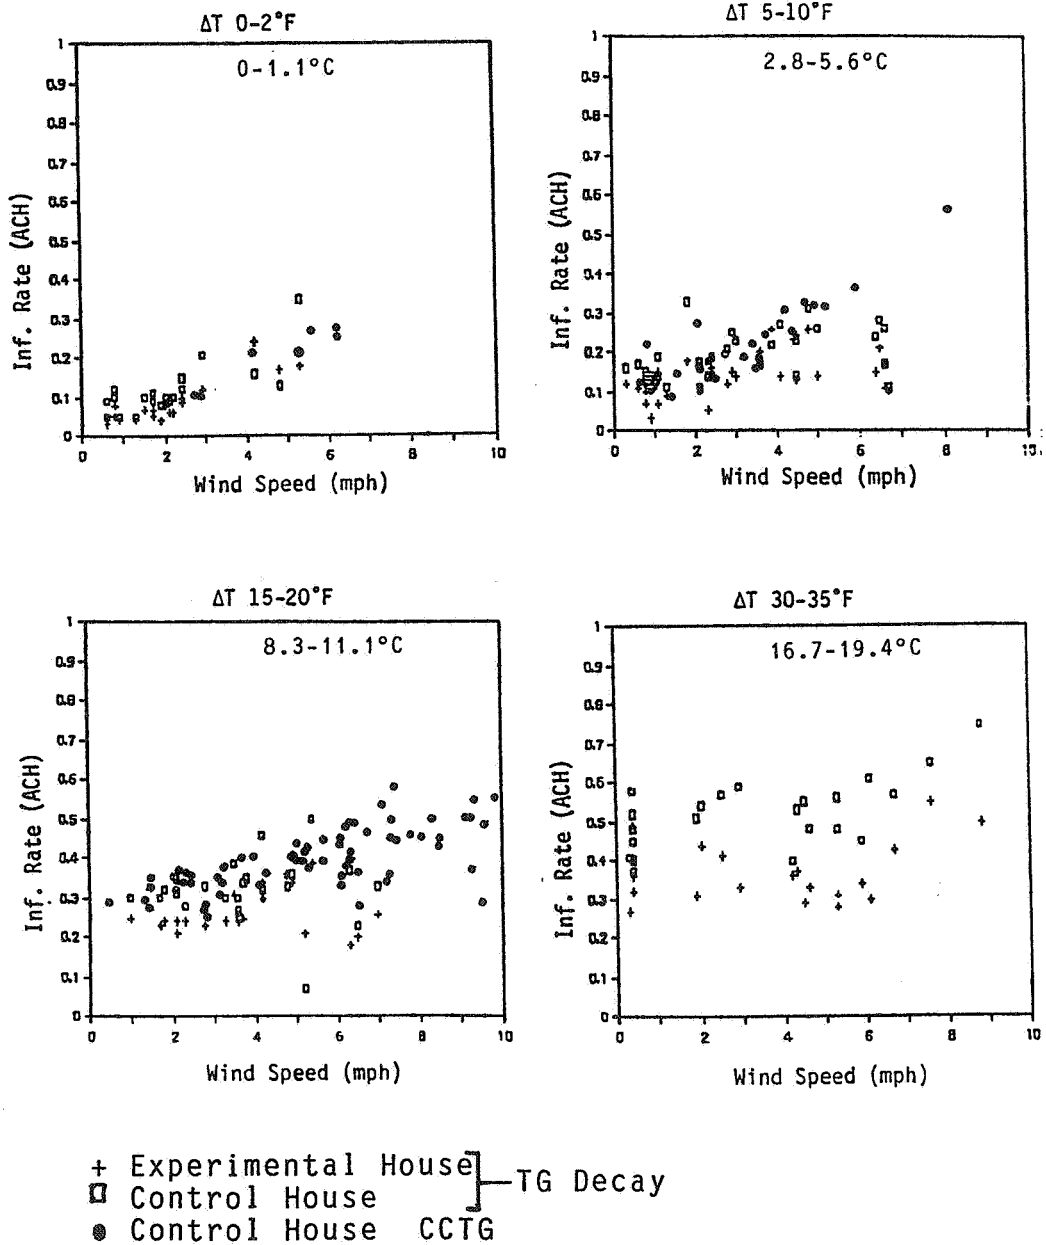 ΔT 0-2°F
0-1.1°C
1
0.9
0.8
0.7
0.6
0.5
0.4
0.3
0.2
0.1
0
0 2 4 6 8 10
Inf. Rate (ACH)
Wind Speed (mph)
ΔT 5-10°F
2.8-5.6°C
1
0.9
0.8
0.7
0.6
0.5
0.4
0.3
0.2
0.1
0
0 2 4 6 8 10
Inf. Rate (ACH)
Wind Speed (mph)
ΔT 15-20°F
8.3-11.1°C
1
0.9
0.8
0.7
0.6
0.5
0.4
0.3
0.2
0.1
0
0 2 4 6 8 10
Inf. Rate (ACH)
Wind Speed (mph)
ΔT 30-35°F
16.7-19.4°C
1
0.9
0.8
0.7
0.6
0.5
0.4
0.3
0.2
0.1
0
0 2 4 6 8 10
Inf. Rate (ACH)
Wind Speed (mph)
+ Experimental House
Control House
TG Decay
● Control House CCTG